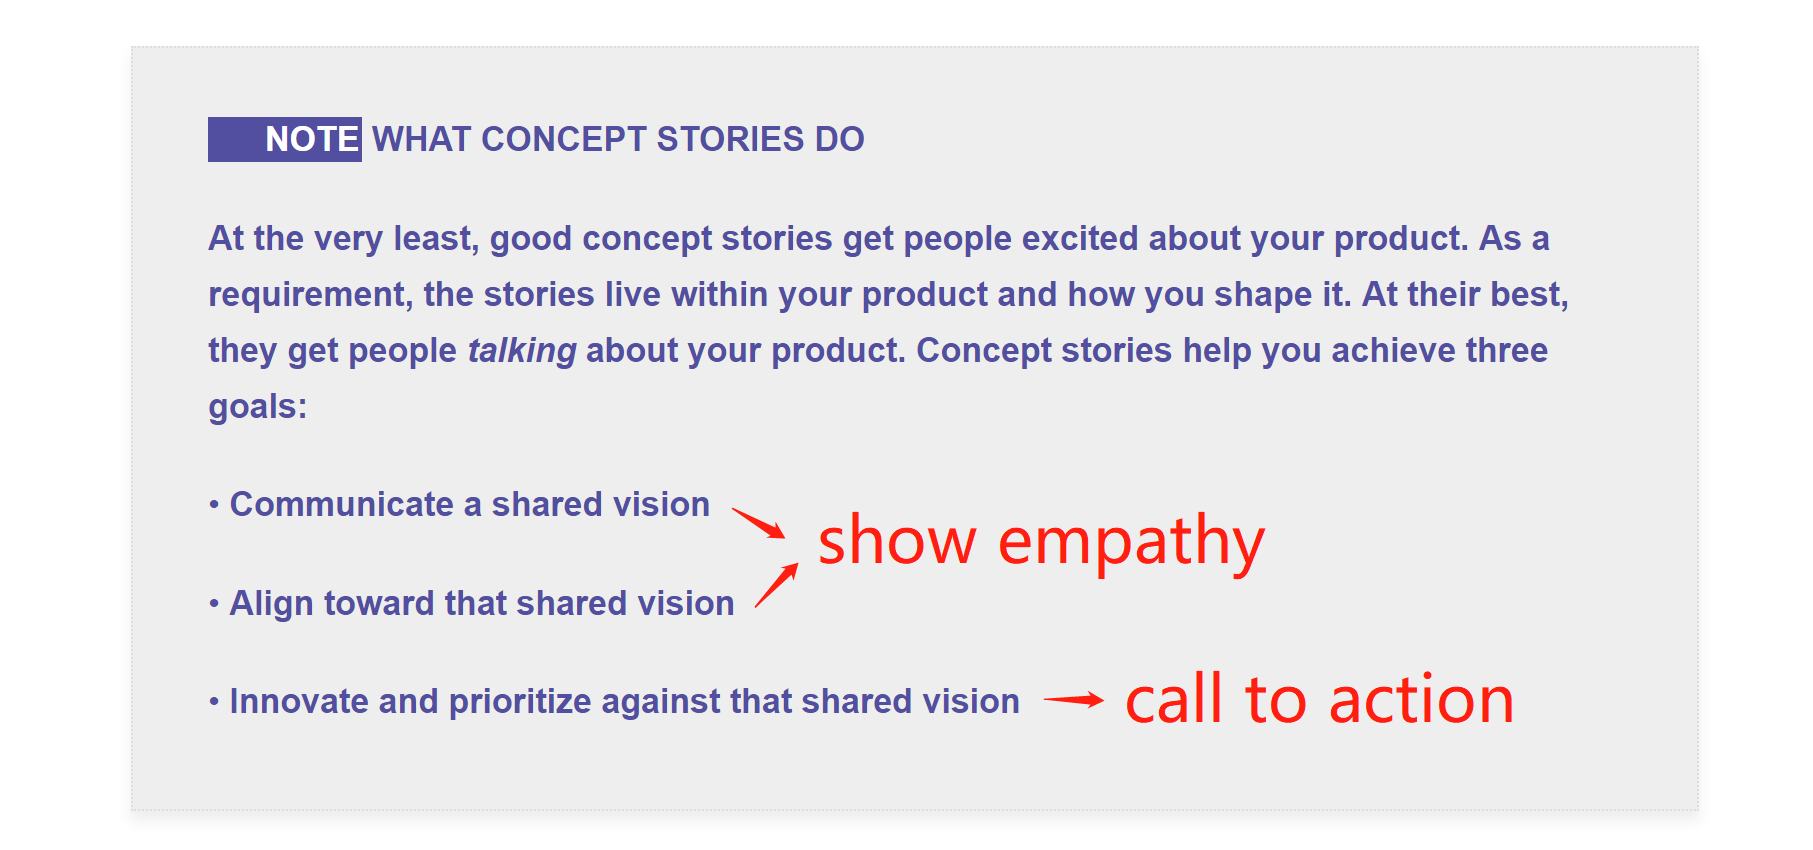 NOTE WHAT CONCEPT STORIES DO
At the very least, good concept stories get people excited about your product. As a
requirement, the stories live within your product and how you shape it. At their best,
they get people talking about your product. Concept stories help you achieve three
goals:
• Communicate a shared vision
show empathy
• Align toward that shared vision
• Innovate and prioritize against that shared vision
call to action